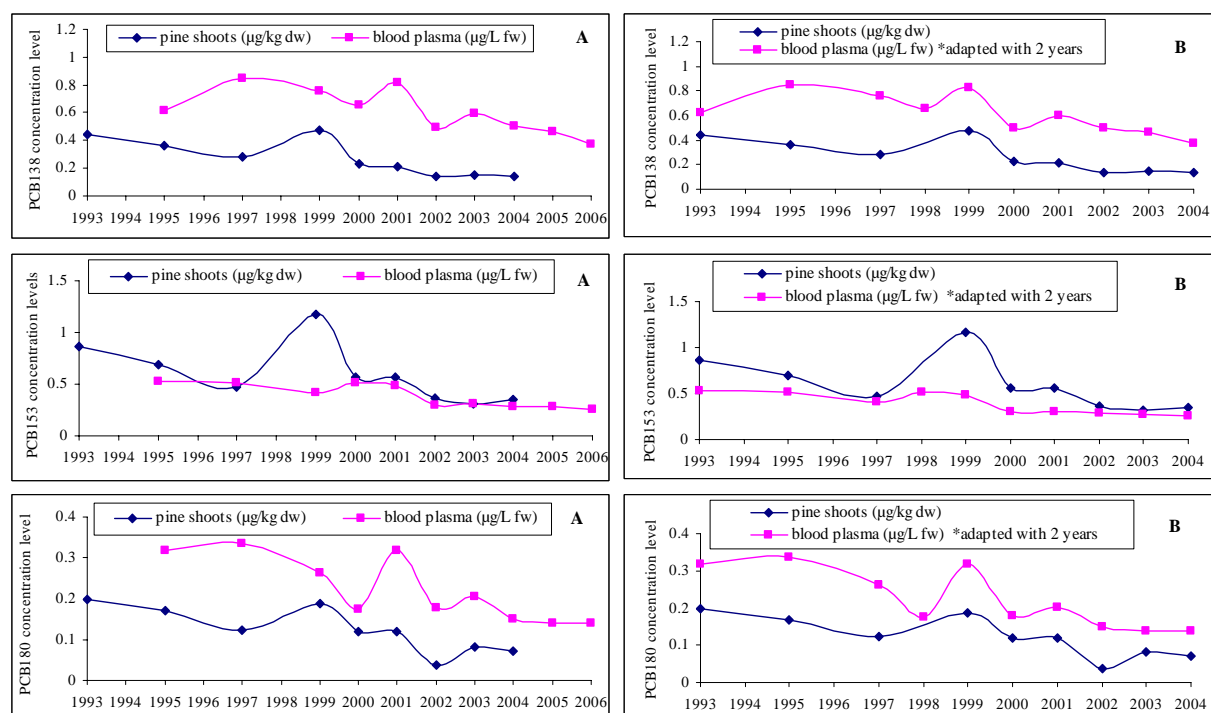 pine shoots (µg/kg dw) blood plasma (µg/L fw) A
PCB138 concentration level
1.2
1
0.8
0.6
0.4
0.2
0
1993 1994 1995 1996 1997 1998 1999 2000 2001 2002 2003 2004 2005 2006
pine shoots (µg/kg dw) B
blood plasma (µg/L fw) *adapted with 2 years
PCB138 concentration level
1.2
1
0.8
0.6
0.4
0.2
0
1993 1994 1995 1996 1997 1998 1999 2000 2001 2002 2003 2004
pine shoots (µg/kg dw) blood plasma (µg/L fw) A
PCB153 concentration levels
1.5
1
0.5
0
1993 1994 1995 1996 1997 1998 1999 2000 2001 2002 2003 2004 2005 2006
pine shoots (µg/kg dw) B
blood plasma (µg/L fw) *adapted with 2 years
PCB153 concentration levels
1.5
1
0.5
0
1993 1994 1995 1996 1997 1998 1999 2000 2001 2002 2003 2004
pine shoots (µg/kg dw) blood plasma (µg/L fw) A
PCB180 concentration level
0.4
0.3
0.2
0.1
0
1993 1994 1995 1996 1997 1998 1999 2000 2001 2002 2003 2004 2005 2006
pine shoots (µg/kg dw) B
blood plasma (µg/L fw) *adapted with 2 years
PCB180 concentration level
0.4
0.3
0.2
0.1
0.0
1993 1994 1995 1996 1997 1998 1999 2000 2001 2002 2003 2004